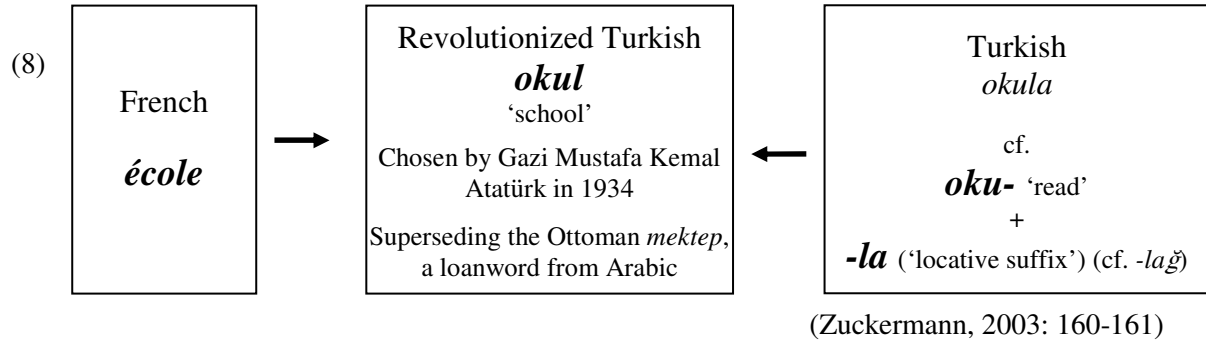 (8)
French
école
Revolutionized Turkish
okul
‘school’
Chosen by Gazi Mustafa Kemal
Atatürk in 1934
Superseding the Ottoman mektep,
a loanword from Arabic
Turkish
okula
cf.
oku- ‘read’
+
-la (‘locative suffix’) (cf. -lağ)
(Zuckermann, 2003: 160-161)